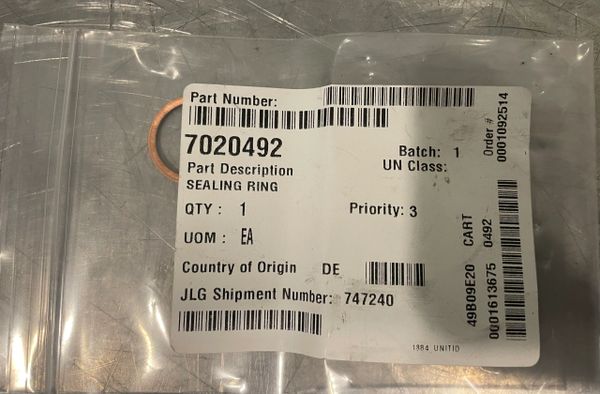 Part Number:
7020492
Batch: 1
UN Class:
Part Description
SEALING RING
QTY : 1
Priority: 3
UOM : EA
Country of Origin DE
JLG Shipment Number: 747240
1884 UNITID
Order #
0001092514
49B09E20 CART
0001613675 0492